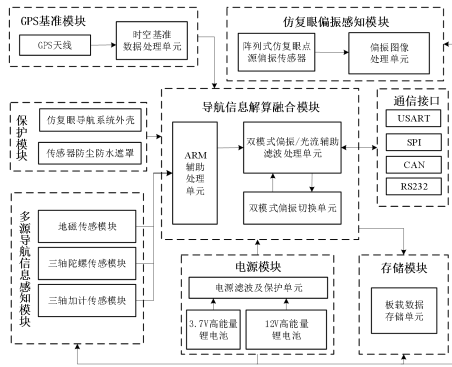 GPS基准模块
GPS天线
时空基准
数据处理单元
仿复眼偏振感知模块
阵列式仿复眼点
源偏振传感器
偏振图像
处理单元
保护模块
仿复眼导航系统外壳
传感器防尘防水遮罩
导航信息解算融合模块
ARM
辅助
处理
单元
双模式偏振/光流辅助
滤波处理单元
双模式偏振切换单元
通信接口
USART
SPI
CAN
RS232
多源导航信息感知模块
地磁传感模块
三轴陀螺传感模块
三轴加计传感模块
电源模块
电源滤波及保护单元
3.7V高能量
锂电池
12V高能量
锂电池
存储模块
板载数据
存储单元